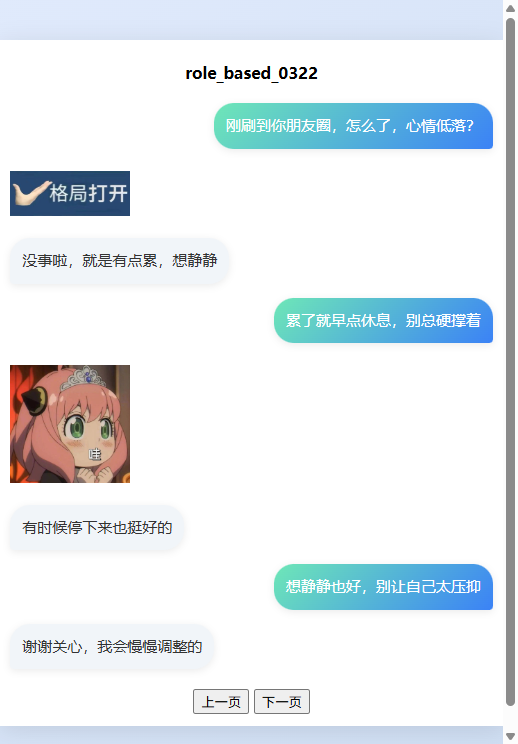 role_based_0322
刚刷到你朋友圈，怎么了，心情低落？
格局打开
没事啦，就是有点累，想静静
累了就早点休息，别总硬撑着
哇
有时候停下来也挺好的
想静静也好，别让自己太压抑
谢谢关心，我会慢慢调整的
上一页 下一页